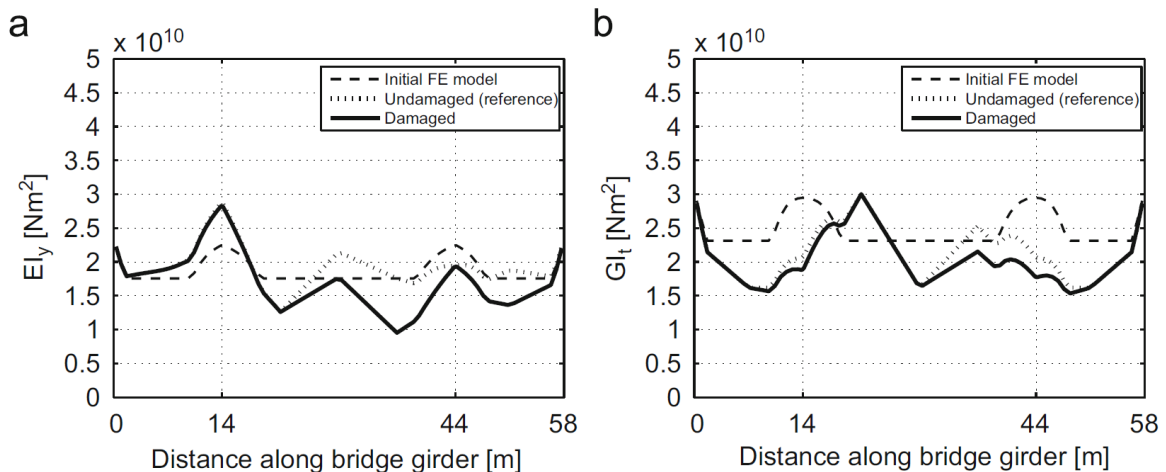 a
x 10^10
5
4.5
4
3.5
3
2.5
2
1.5
1
0.5
0
EI_y [Nm^2]
Initial FE model
Undamaged (reference)
Damaged
0 14 44 58
Distance along bridge girder [m]
b
x 10^10
5
4.5
4
3.5
3
2.5
2
1.5
1
0.5
0
GI_t [Nm^2]
Initial FE model
Undamaged (reference)
Damaged
0 14 44 58
Distance along bridge girder [m]